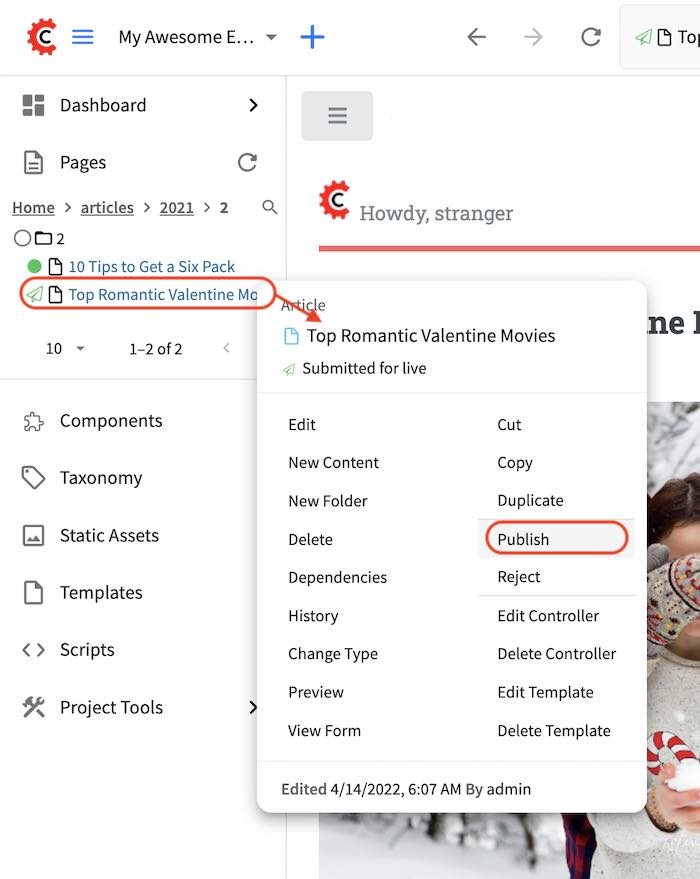 My Awesome E...
Top
Dashboard
Pages
Howdy, stranger
Home > articles > 2021 > 2
2
10 Tips to Get a Six Pack
Top Romantic Valentine Mo
10
1–2 of 2
Components
Taxonomy
Static Assets
Templates
Scripts
Project Tools
Article
Top Romantic Valentine Movies
Submitted for live
Edit
New Content
New Folder
Delete
Dependencies
History
Change Type
Preview
View Form
Cut
Copy
Duplicate
Publish
Reject
Edit Controller
Delete Controller
Edit Template
Delete Template
Edited 4/14/2022, 6:07 AM By admin
ne